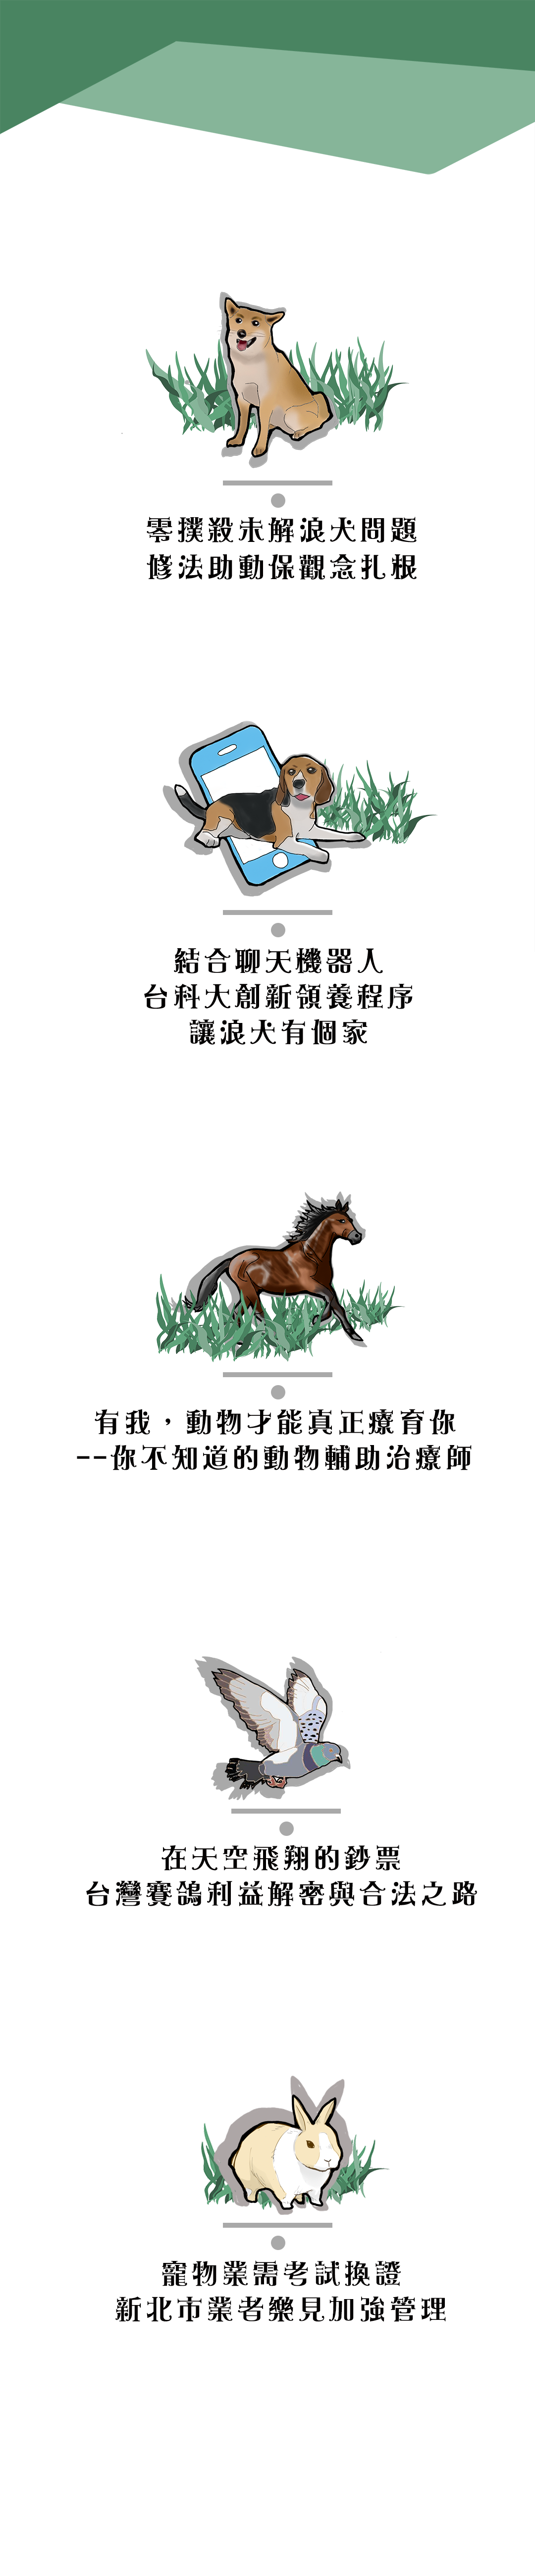 零撲殺未解浪犬問題
修法助動保觀念扎根
結合聊天機器人
台科大創新領養程序
讓浪犬有個家
有我，動物才能真正療育你
--你不知道的動物輔助治療師
在天空飛翔的鈔票
台灣賽鴿利益解密與合法之路
寵物業需考試換證
新北市業者樂見加強管理